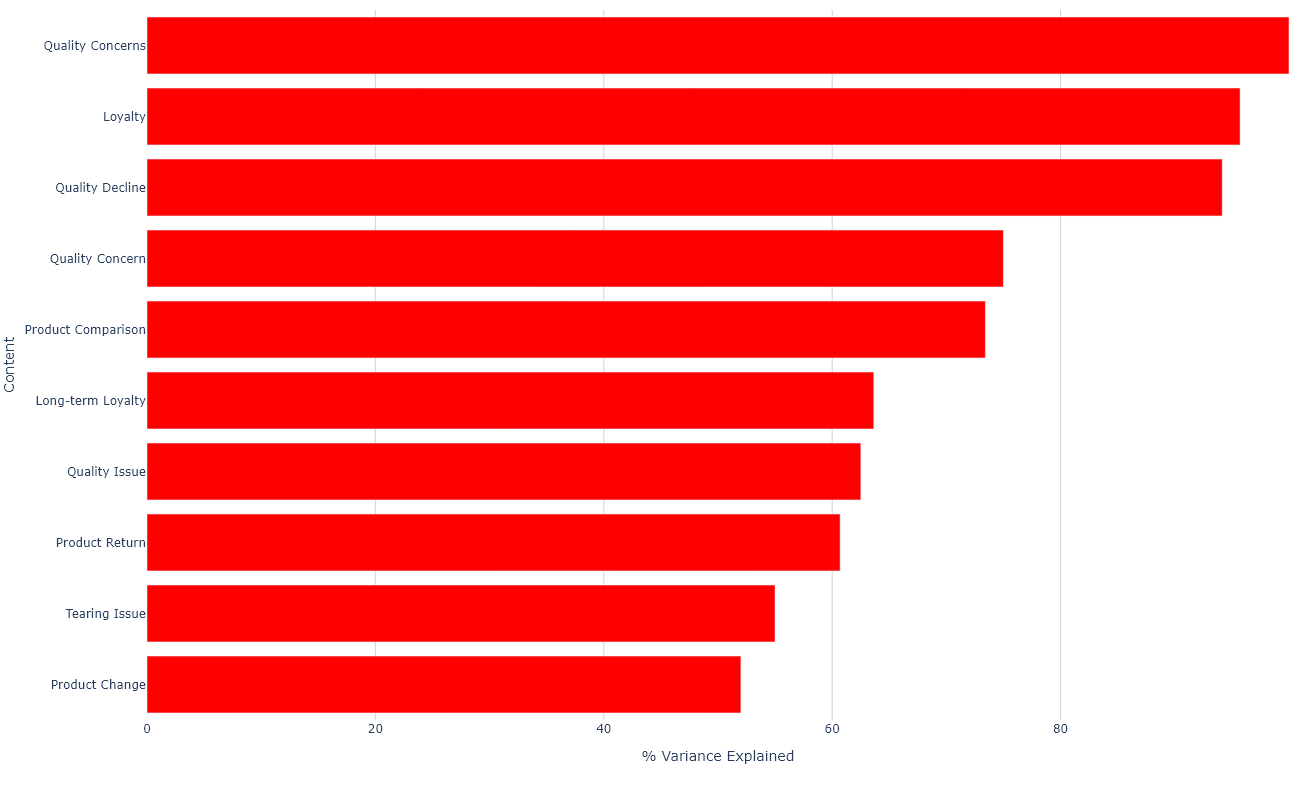 Quality Concerns
Loyalty
Quality Decline
Quality Concern
Product Comparison
Long-term Loyalty
Quality Issue
Product Return
Tearing Issue
Product Change
Content
0 20 40 60 80
% Variance Explained